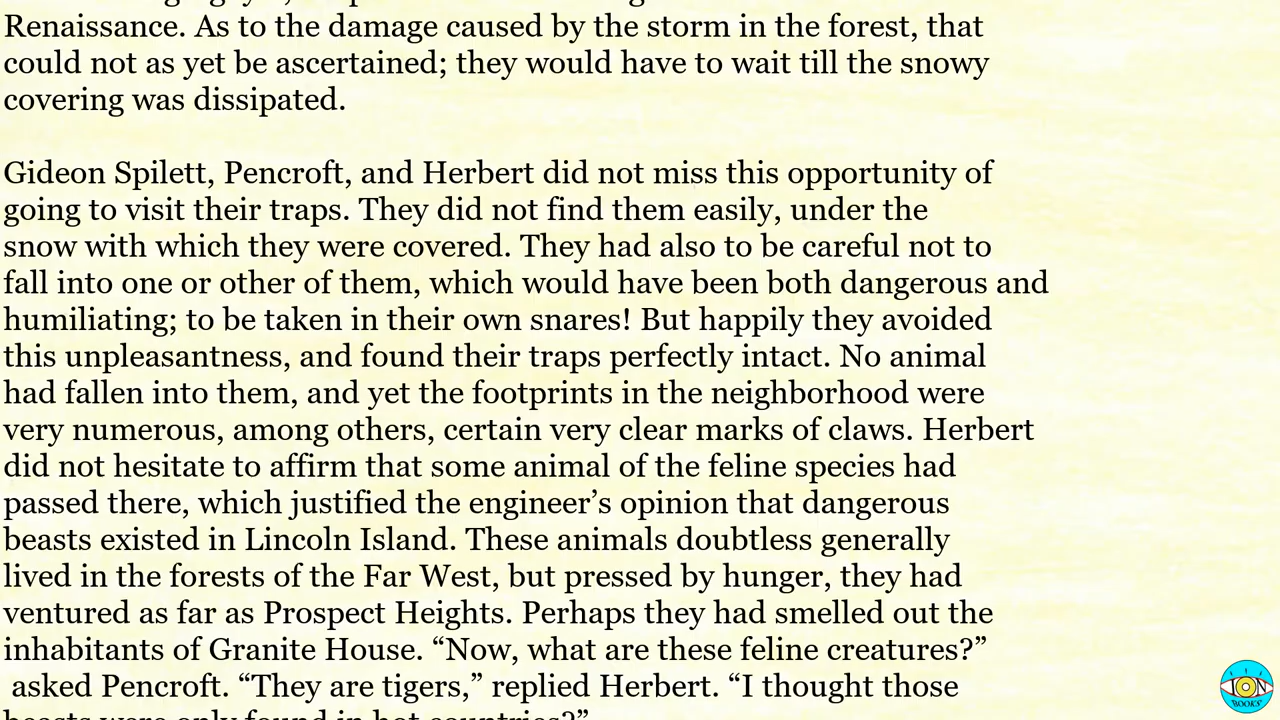 Renaissance. As to the damage caused by the storm in the forest, that
could not as yet be ascertained; they would have to wait till the snowy
covering was dissipated.
Gideon Spilett, Pencroft, and Herbert did not miss this opportunity of
going to visit their traps. They did not find them easily, under the
snow with which they were covered. They had also to be careful not to
fall into one or other of them, which would have been both dangerous and
humiliating; to be taken in their own snares! But happily they avoided
this unpleasantness, and found their traps perfectly intact. No animal
had fallen into them, and yet the footprints in the neighborhood were
very numerous, among others, certain very clear marks of claws. Herbert
did not hesitate to affirm that some animal of the feline species had
passed there, which justified the engineer’s opinion that dangerous
beasts existed in Lincoln Island. These animals doubtless generally
lived in the forests of the Far West, but pressed by hunger, they had
ventured as far as Prospect Heights. Perhaps they had smelled out the
inhabitants of Granite House. “Now, what are these feline creatures?”
asked Pencroft. “They are tigers,” replied Herbert. “I thought those
beasts were only found in hot countries?”
ION
BOOKS